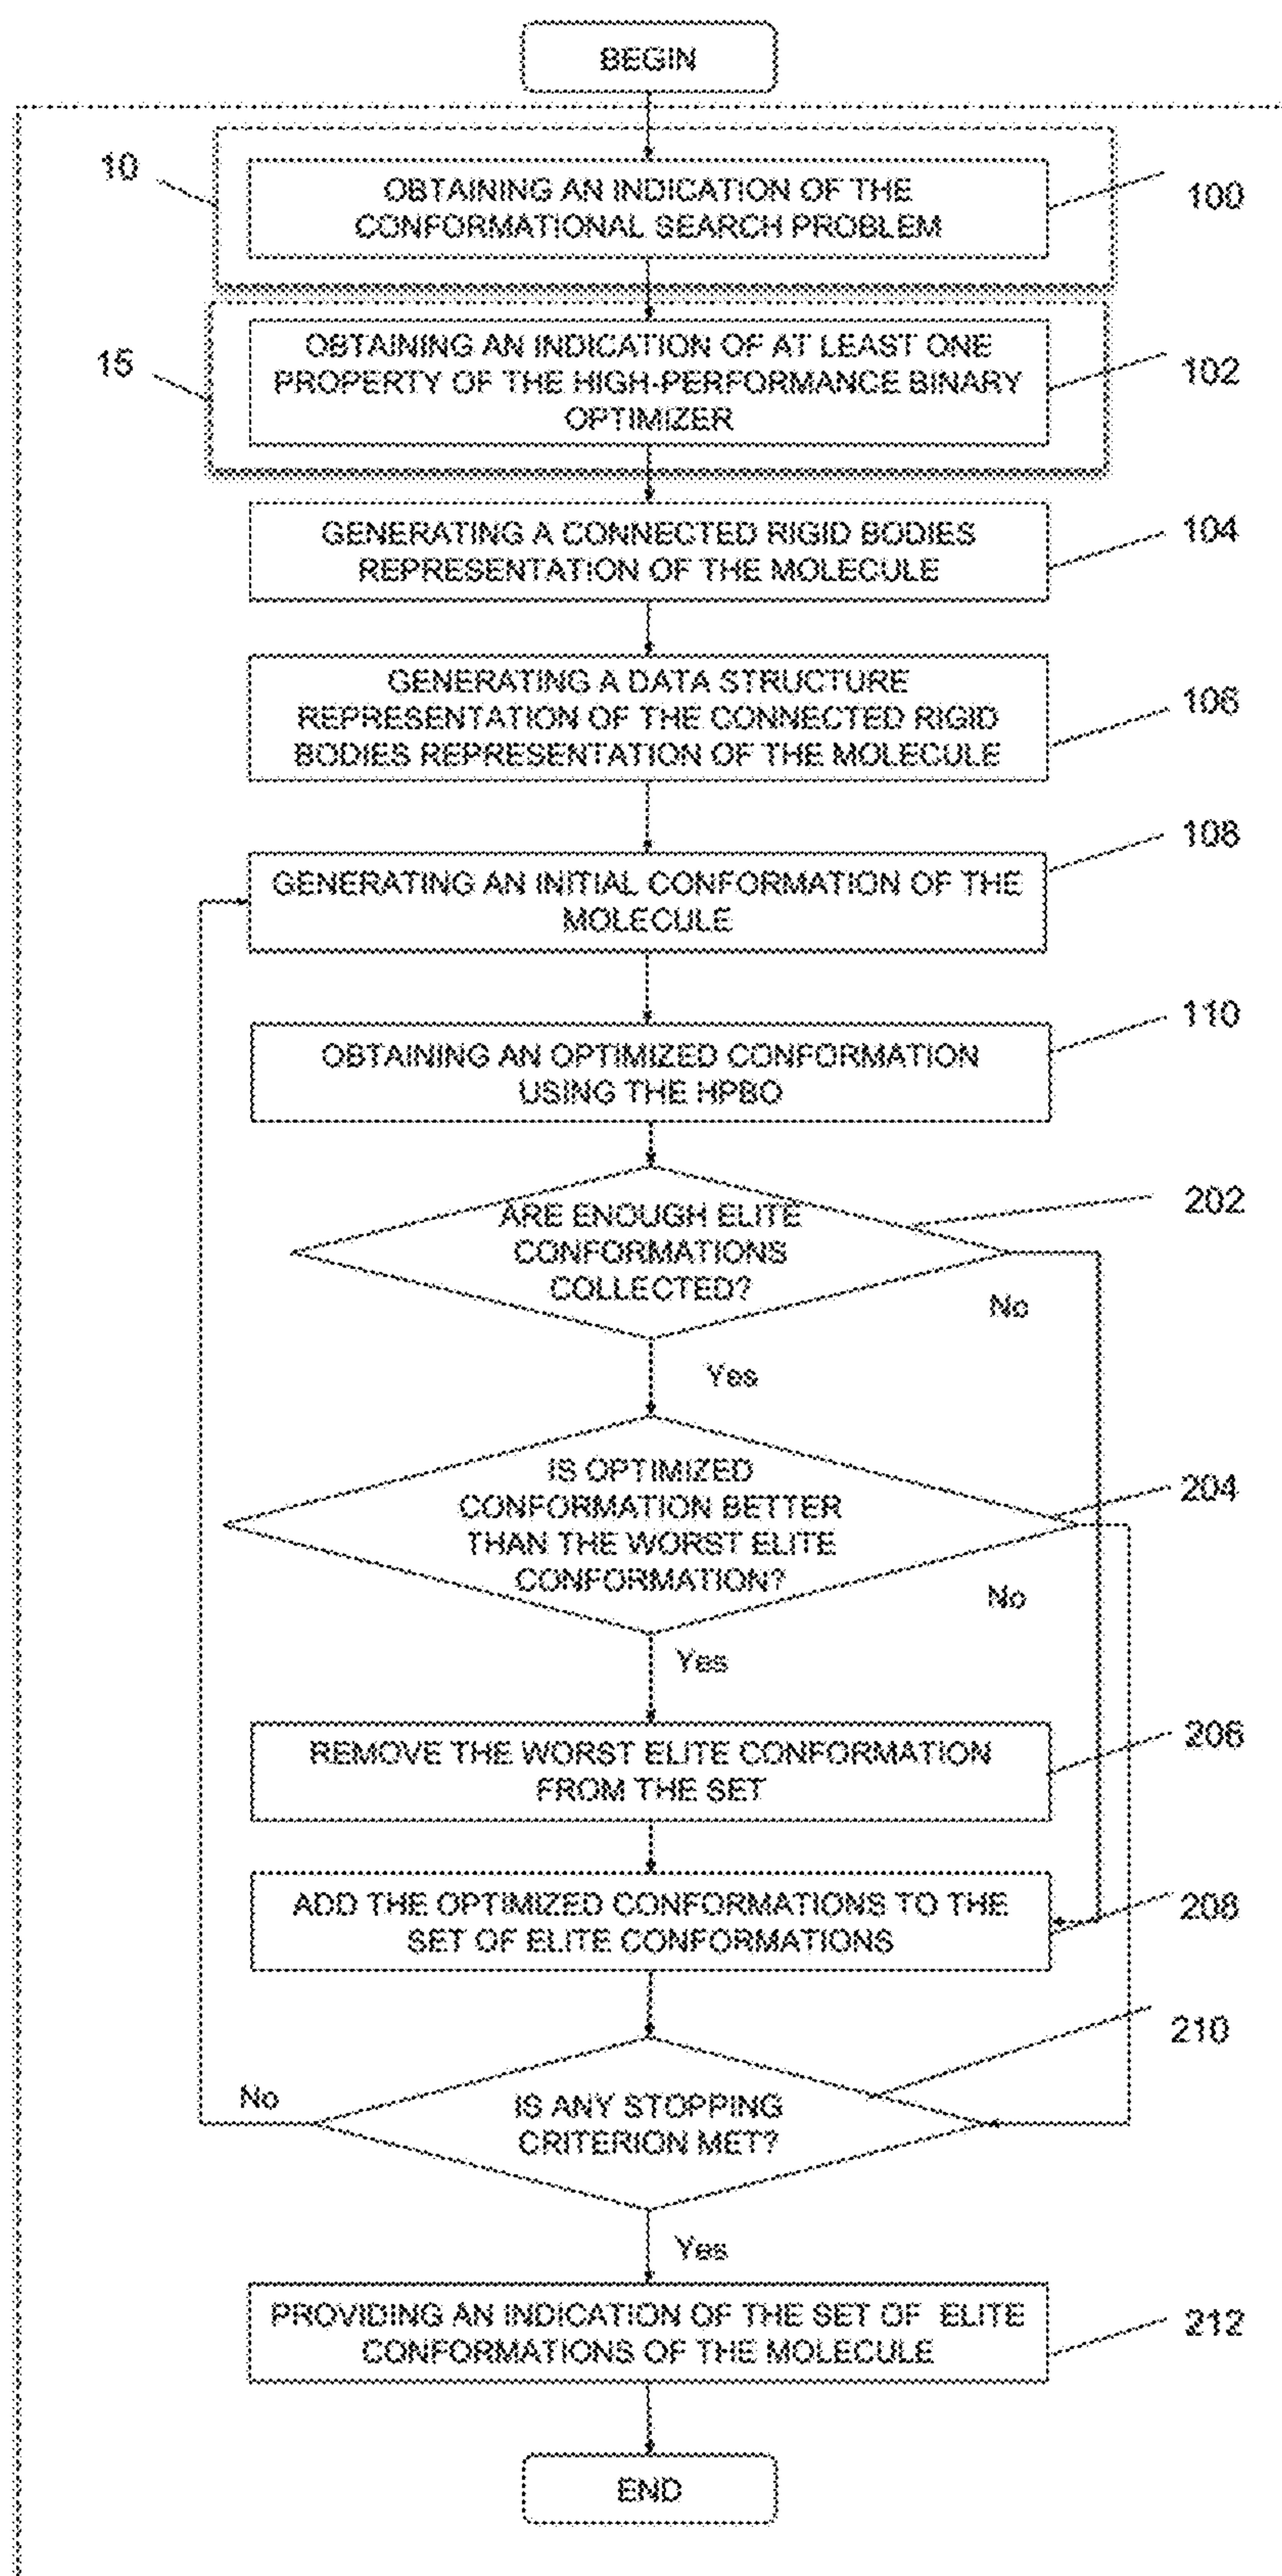 BEGIN
10
OBTAINING AN INDICATION OF THE
CONFORMATIONAL SEARCH PROBLEM
100
15
OBTAINING AN INDICATION OF AT LEAST ONE
PROPERTY OF THE HIGH-PERFORMANCE BINARY
OPTIMIZER
102
GENERATING A CONNECTED RIGID BODIES
REPRESENTATION OF THE MOLECULE
104
GENERATING A DATA STRUCTURE
REPRESENTATION OF THE CONNECTED RIGID
BODIES REPRESENTATION OF THE MOLECULE
106
GENERATING AN INITIAL CONFORMATION OF THE
MOLECULE
108
OBTAINING AN OPTIMIZED CONFORMATION
USING THE HPBO
110
ARE ENOUGH ELITE
CONFORMATIONS
COLLECTED?
202
No
Yes
IS OPTIMIZED
CONFORMATION BETTER
THAN THE WORST ELITE
CONFORMATION?
204
No
Yes
REMOVE THE WORST ELITE CONFORMATION
FROM THE SET
206
ADD THE OPTIMIZED CONFORMATIONS TO THE
SET OF ELITE CONFORMATIONS
208
210
No
IS ANY STOPPING
CRITERION MET?
Yes
PROVIDING AN INDICATION OF THE SET OF ELITE
CONFORMATIONS OF THE MOLECULE
212
END